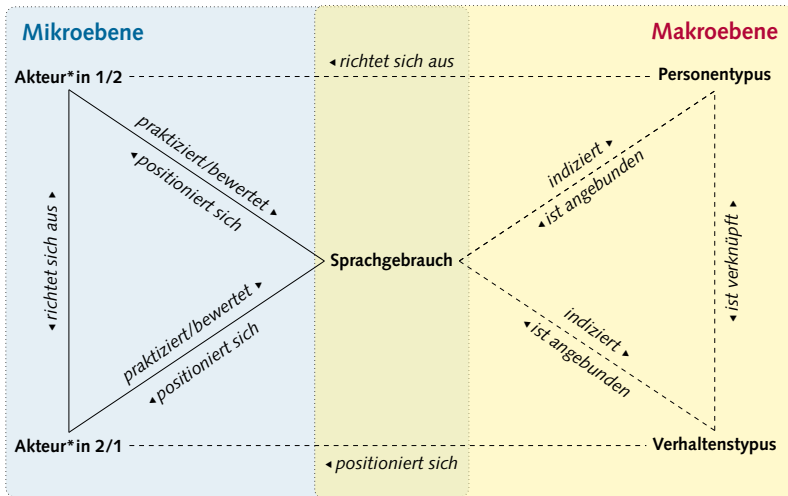 Mikroebene
Makroebene
◂ richtet sich aus
Akteur*in 1/2
Personentypus
praktiziert/bewertet ▸
◂ positioniert sich
indiziert ▸
◂ ist angebunden
◂ richtet sich aus ▸
Sprachgebrauch
◂ ist verknüpft ▸
praktiziert/bewertet ▸
◂ positioniert sich
indiziert ▸
◂ ist angebunden
Akteur*in 2/1
Verhaltenstypus
◂ positioniert sich